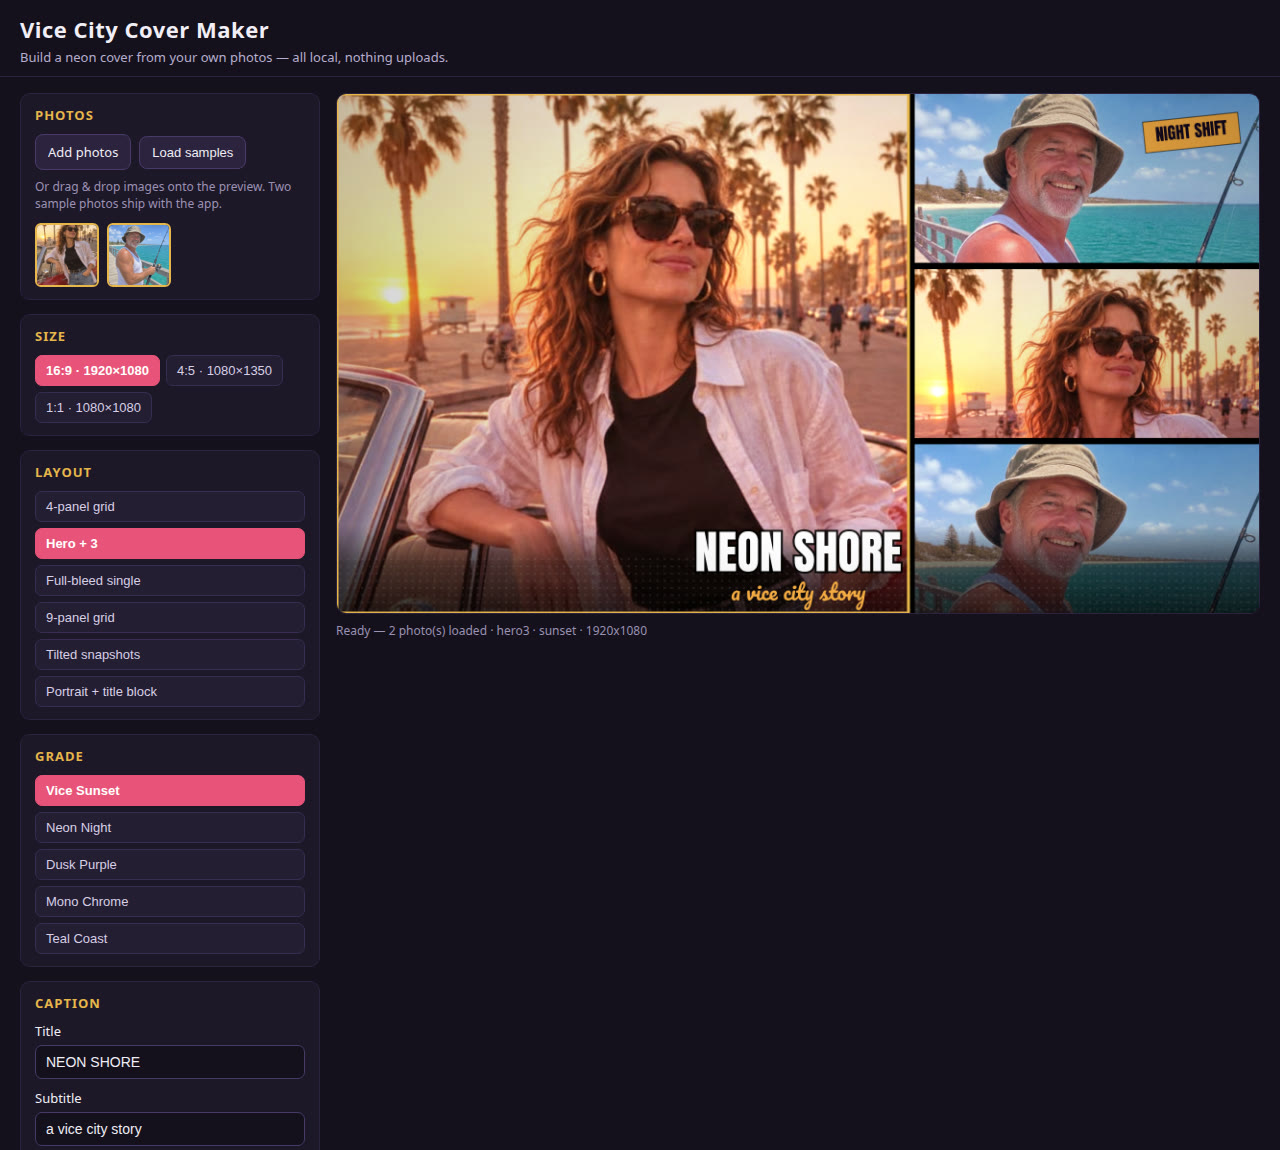 Vice City Cover Maker
Build a neon cover from your own photos — all local, nothing uploads.
PHOTOS
Add photos
Load samples
Or drag & drop images onto the preview. Two
sample photos ship with the app.
SIZE
16:9 · 1920×1080
4:5 · 1080×1350
1:1 · 1080×1080
LAYOUT
4-panel grid
Hero + 3
Full-bleed single
9-panel grid
Tilted snapshots
Portrait + title block
GRADE
Vice Sunset
Neon Night
Dusk Purple
Mono Chrome
Teal Coast
CAPTION
Title
NEON SHORE
Subtitle
a vice city story
NIGHT SHIFT
NEON SHORE
a vice city story
Ready — 2 photo(s) loaded · hero3 · sunset · 1920x1080